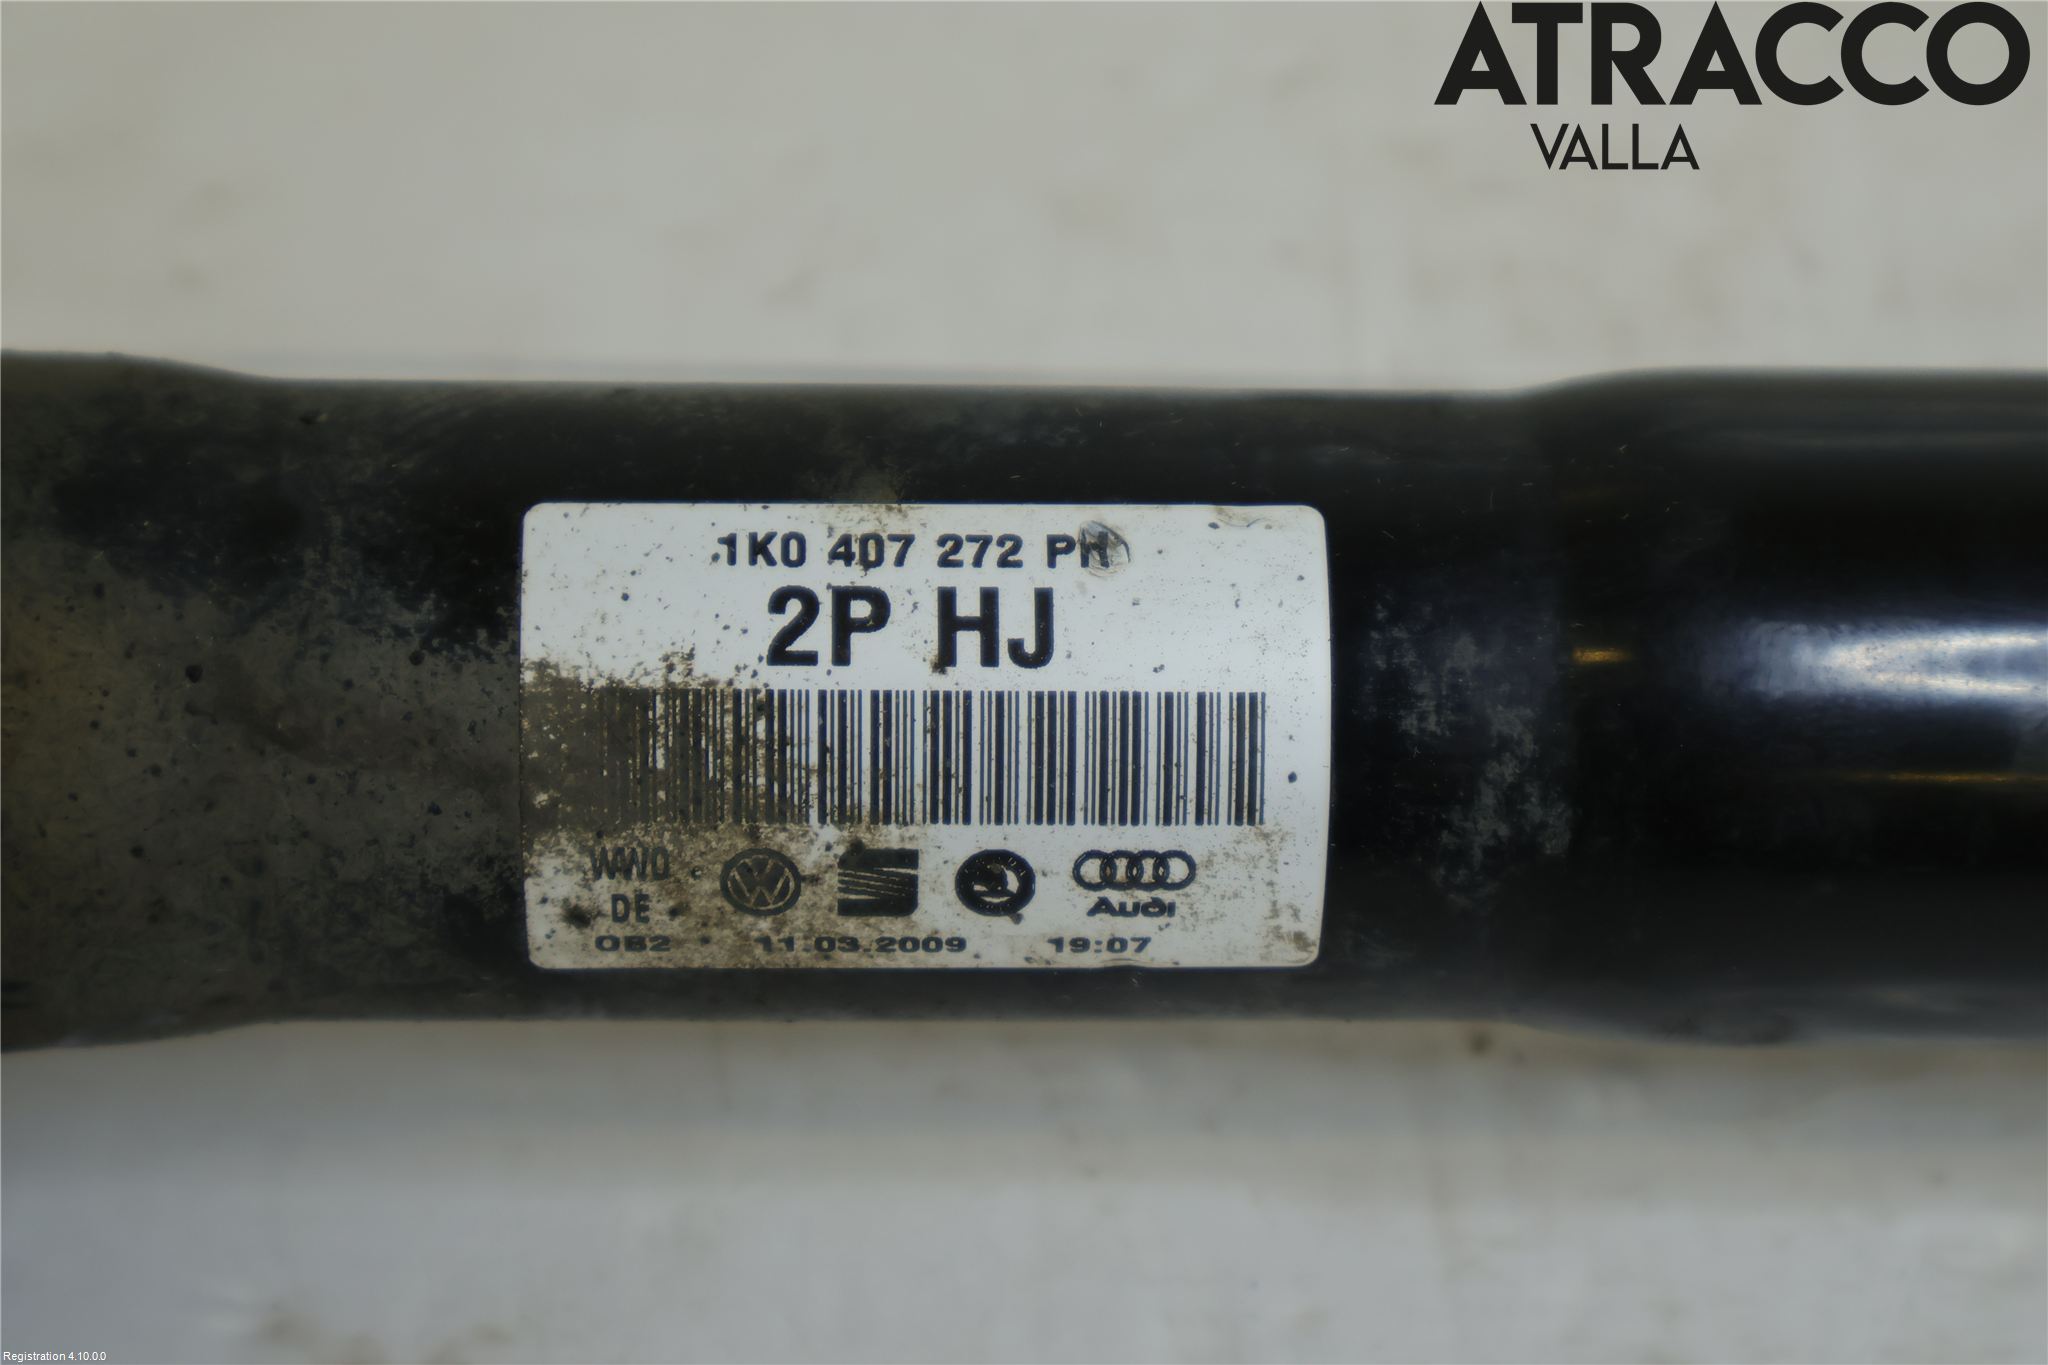 ATRACCO
VALLA
1K0 407 272 PH
2P HJ
WWD
DE
Audi
OB2 11.03.2009 19:07
Registration 4.10.0.0